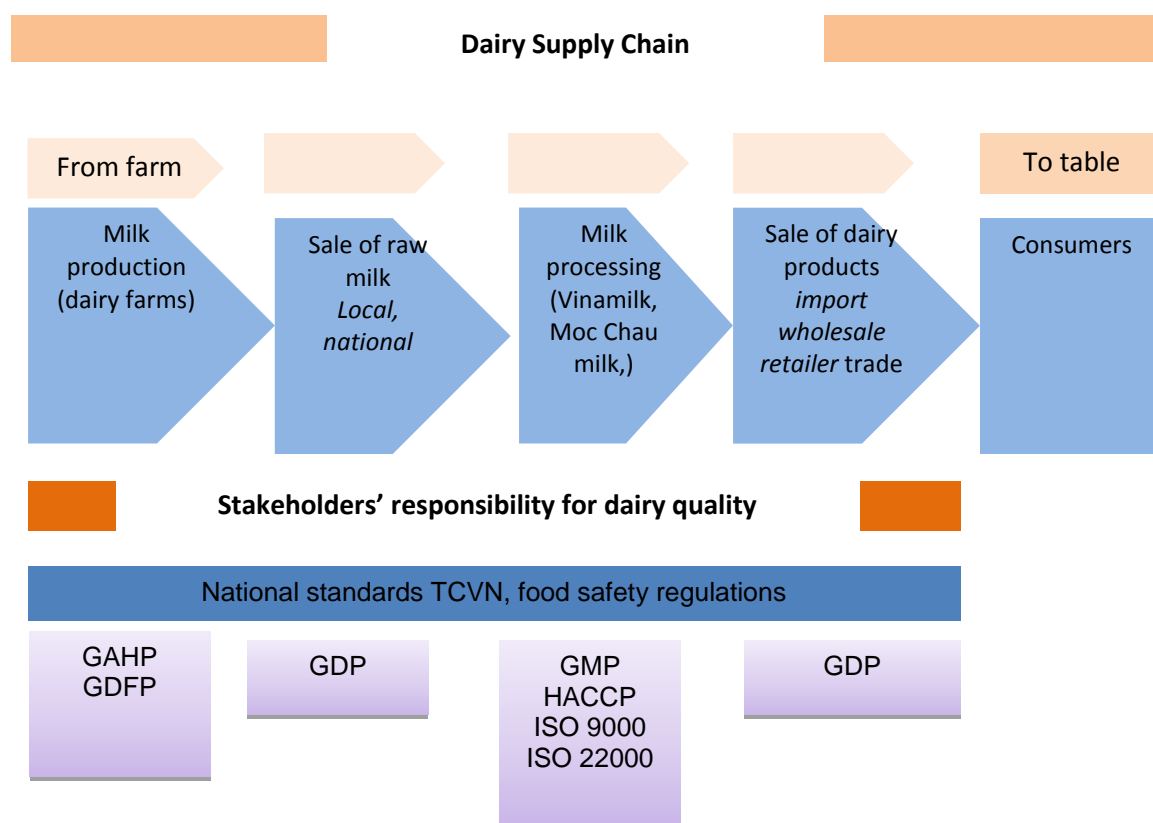 Dairy Supply Chain
From farm
To table
Milk
production
(dairy farms)
Sale of raw
milk
Local,
national
Milk
processing
(Vinamilk,
Moc Chau
milk,)
Sale of dairy
products
import
wholesale
retailer trade
Consumers
Stakeholders’ responsibility for dairy quality
National standards TCVN, food safety regulations
GAHP
GDFP
GDP
GMP
HACCP
ISO 9000
ISO 22000
GDP